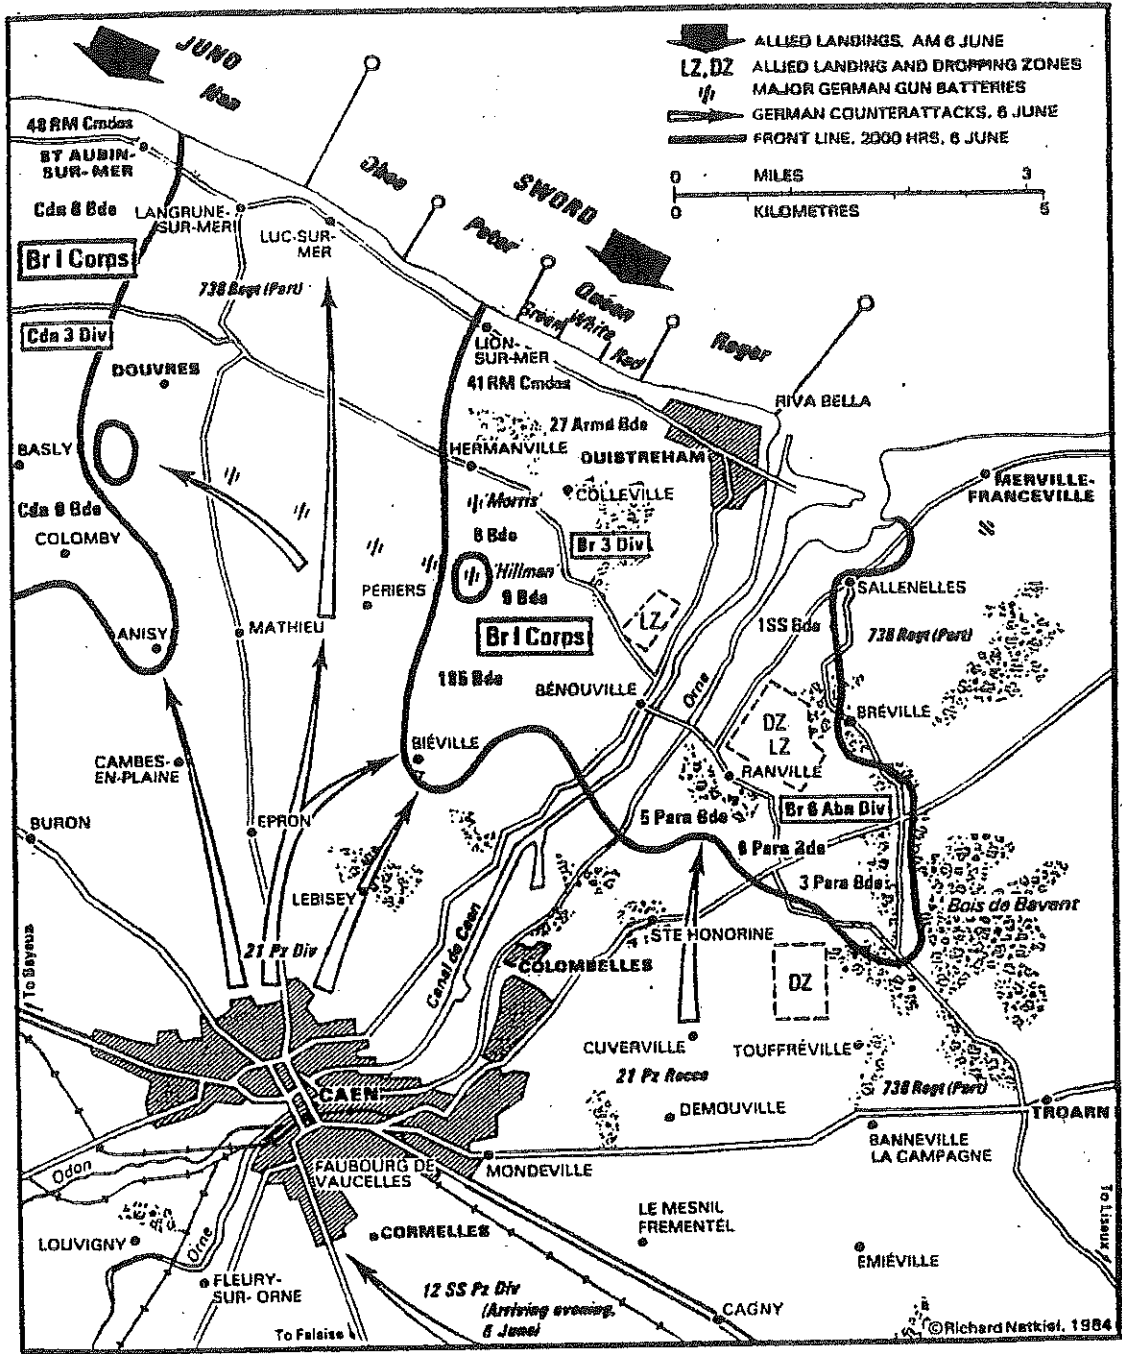 JUNO
Nan
ALLIED LANDINGS, AM 6 JUNE
LZ,DZ ALLIED LANDING AND DROPPING ZONES
MAJOR GERMAN GUN BATTERIES
GERMAN COUNTERATTACKS, 6 JUNE
FRONT LINE, 2000 HRS, 6 JUNE
0 MILES 3
0 KILOMETRES 5
48 RM Cmdos
ST AUBIN-
SUR-MER
Cdn 8 Bde
LANGRUNE-
SUR-MER
LUC-SUR-
MER
Oboe
SWORD
Peter
Queen
Green
White
Red
Roger
Br I Corps
738 Regt (Part)
Cdn 3 Div
DOUVRES
LION-
SUR-MER
41 RM Cmdos
RIVA BELLA
27 Armd Bde
BASLY
HERMANVILLE
OUISTREHAM
MERVILLE-
FRANCEVILLE
'Morris'
COLLEVILLE
Cdn 9 Bde
COLOMBY
8 Bde
Br 3 Div
'Hillman'
9 Bde
PÉRIERS
SALLENELLES
ANISY
MATHIEU
LZ
1SS Bde
738 Regt (Part)
Br I Corps
185 Bde
BÉNOUVILLE
Orne
DZ
LZ
BRÉVILLE
BIÉVILLE
CAMBES-
EN-PLAINE
RANVILLE
5 Para Bde
Br 6 Abn Div
BURON
EPRON
6 Para Bde
LEBISEY
3 Para Bde
Bois de Bavent
Canal de Caen
STE HONORINE
To Bayeux
21 Pz Div
COLOMBELLES
DZ
CUVERVILLE
TOUFFRÉVILLE
21 Pz Recce
738 Regt (Part)
CAEN
DEMOUVILLE
TROARN
BANNEVILLE
LA CAMPAGNE
Odon
FAUBOURG DE
VAUCELLES
MONDEVILLE
LE MESNIL
FREMENTEL
To Lisieux
LOUVIGNY
Orne
CORMELLES
EMIÉVILLE
FLEURY-
SUR-ORNE
12 SS Pz Div
(Arriving evening,
6 June)
CAGNY
To Falaise
©Richard Natkiel, 1984